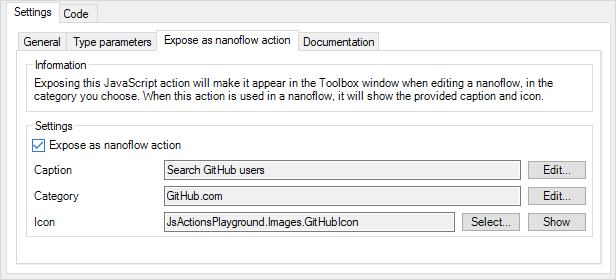 Settings Code
General Type parameters Expose as nanoflow action Documentation
Information
Exposing this JavaScript action will make it appear in the Toolbox window when editing a nanoflow, in the
category you choose. When this action is used in a nanoflow, it will show the provided caption and icon.
Settings
Expose as nanoflow action
Caption Search GitHub users Edit...
Category GitHub.com Edit...
Icon JsActionsPlayground.Images.GitHubIcon Select... Show